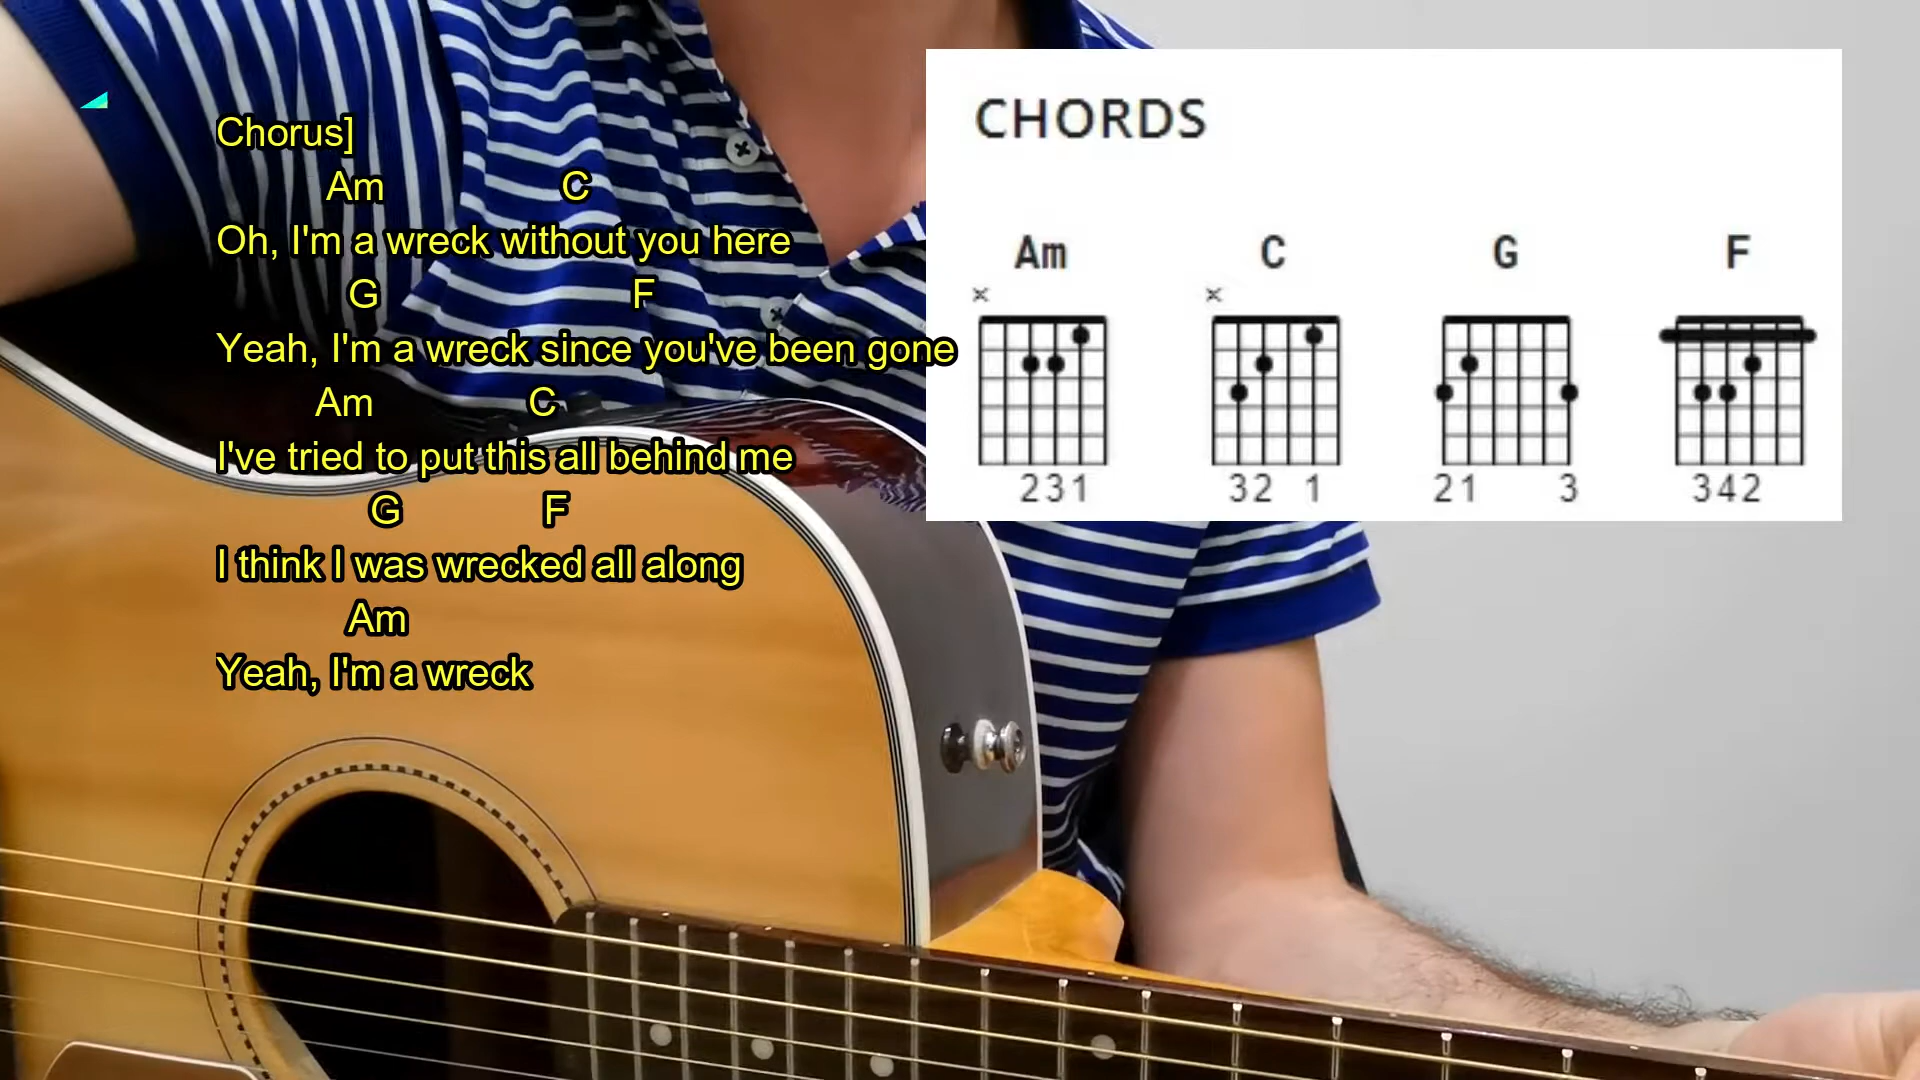 Chorus]
Am C
Oh, I'm a wreck without you here
G F
Yeah, I'm a wreck since you've been gone
Am C
I've tried to put this all behind me
G F
I think I was wrecked all along
Am
Yeah, I'm a wreck
CHORDS
Am C G F
x x
231 32 1 21 3 342